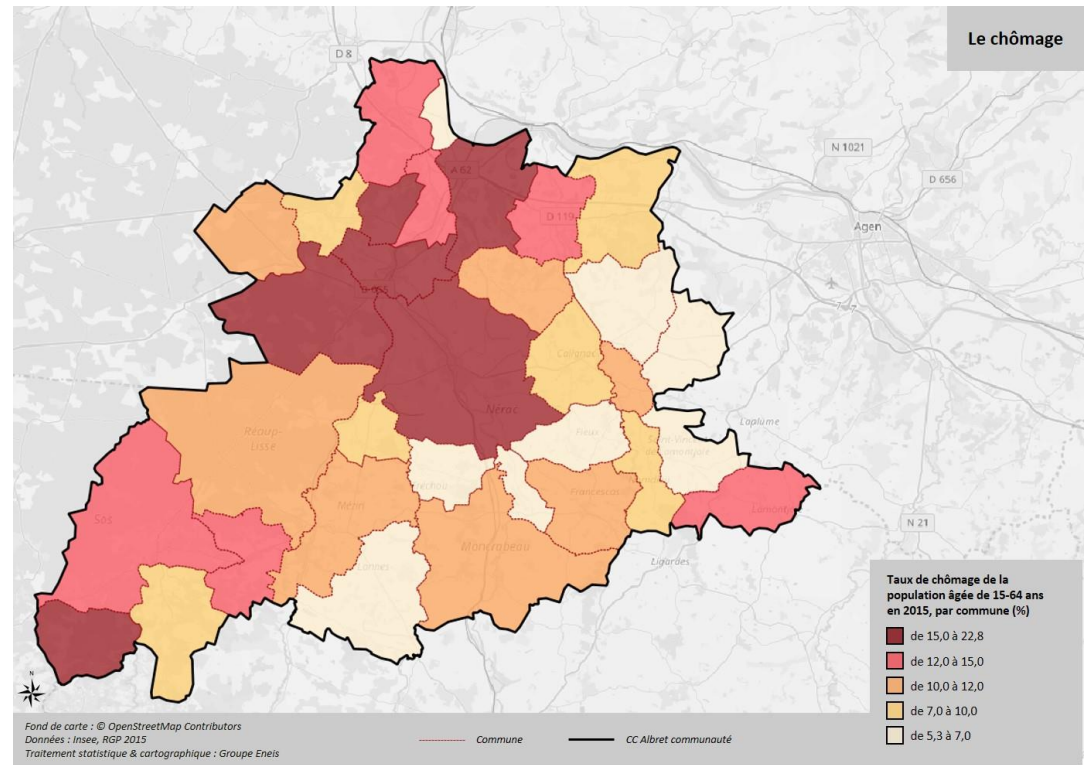 Le chômage
D 8
N 1021
A 62
D 656
D 119
Agen
Calignac
Nérac
Laplume
Réaup-
Lisse
Fieux
Mézin
Francescas
Sos
Lamontjoie
N 21
Moncrabeau
Lannes
Ligardes
Taux de chômage de la
population âgée de 15-64 ans
en 2015, par commune (%)
de 15,0 à 22,8
de 12,0 à 15,0
de 10,0 à 12,0
de 7,0 à 10,0
de 5,3 à 7,0
N
Fond de carte : © OpenStreetMap Contributors
Données : Insee, RGP 2015
Traitement statistique & cartographique : Groupe Eneis
Commune
CC Albret communauté